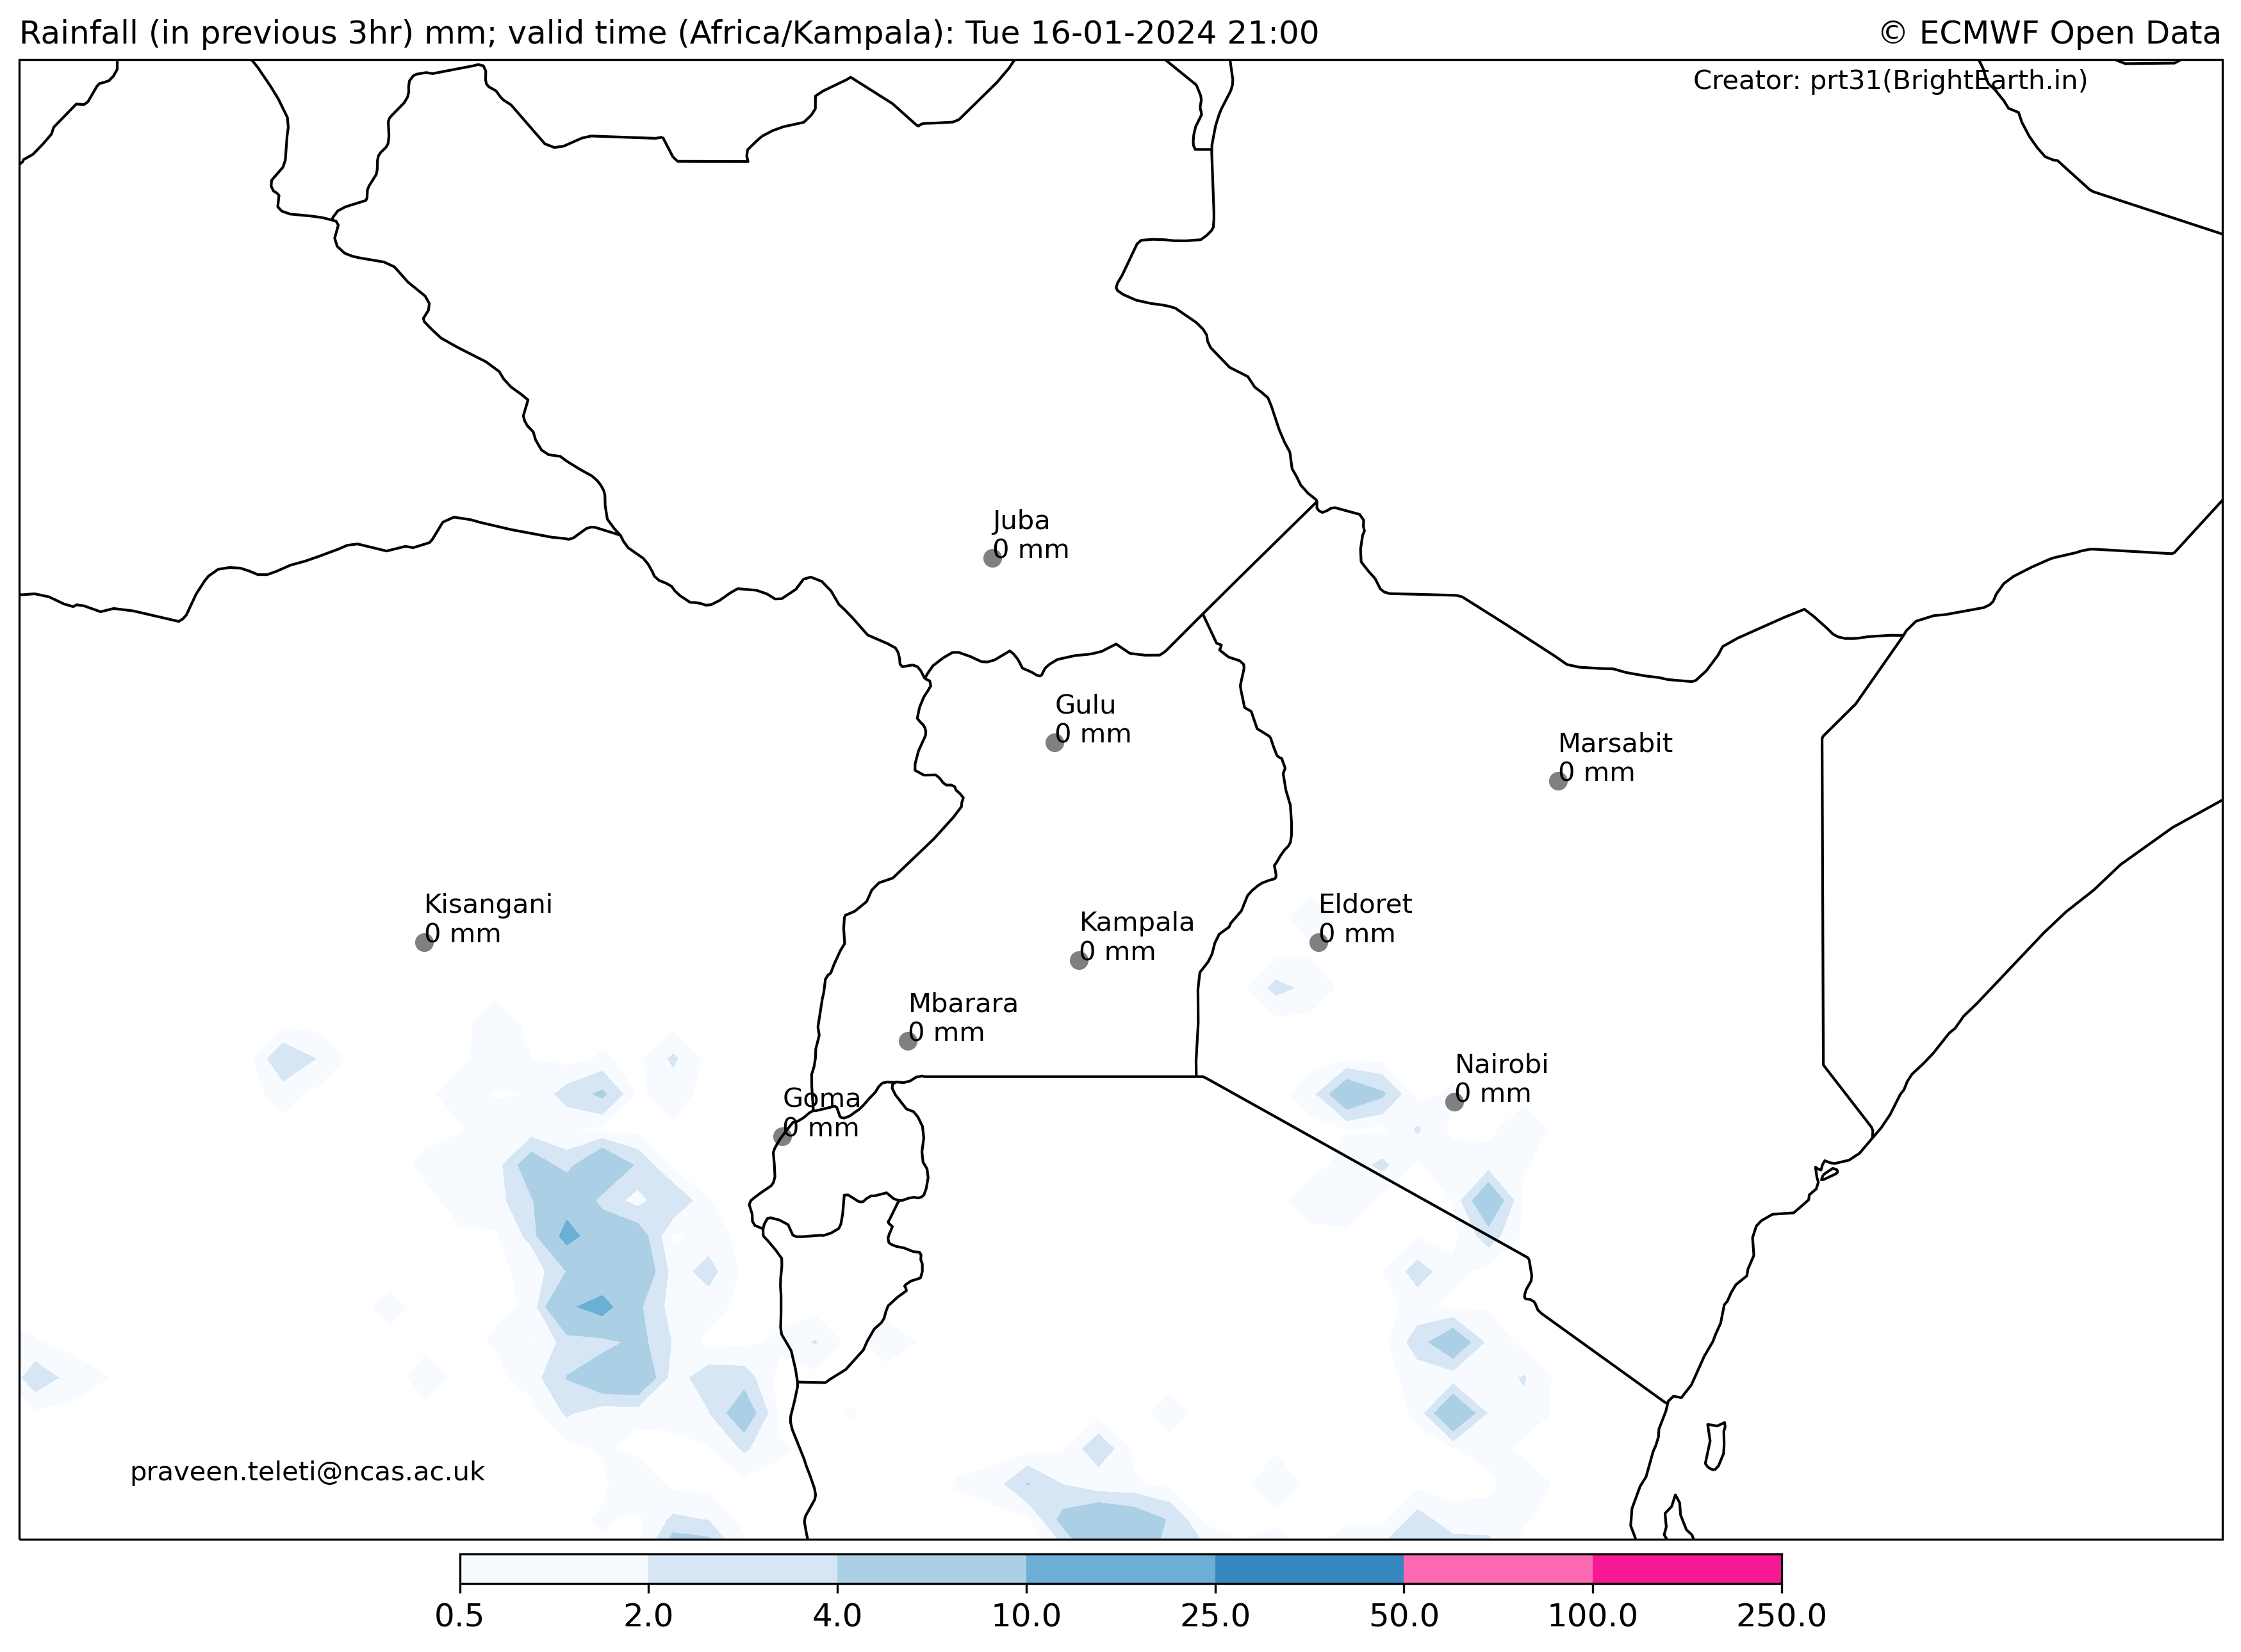 Rainfall (in previous 3hr) mm; valid time (Africa/Kampala): Tue 16-01-2024 21:00
© ECMWF Open Data
Creator: prt31(BrightEarth.in)
Juba
0 mm
Gulu
0 mm
Marsabit
0 mm
Kisangani
0 mm
Eldoret
0 mm
Kampala
0 mm
Mbarara
0 mm
Nairobi
0 mm
Goma
0 mm
praveen.teleti@ncas.ac.uk
0.5 2.0 4.0 10.0 25.0 50.0 100.0 250.0